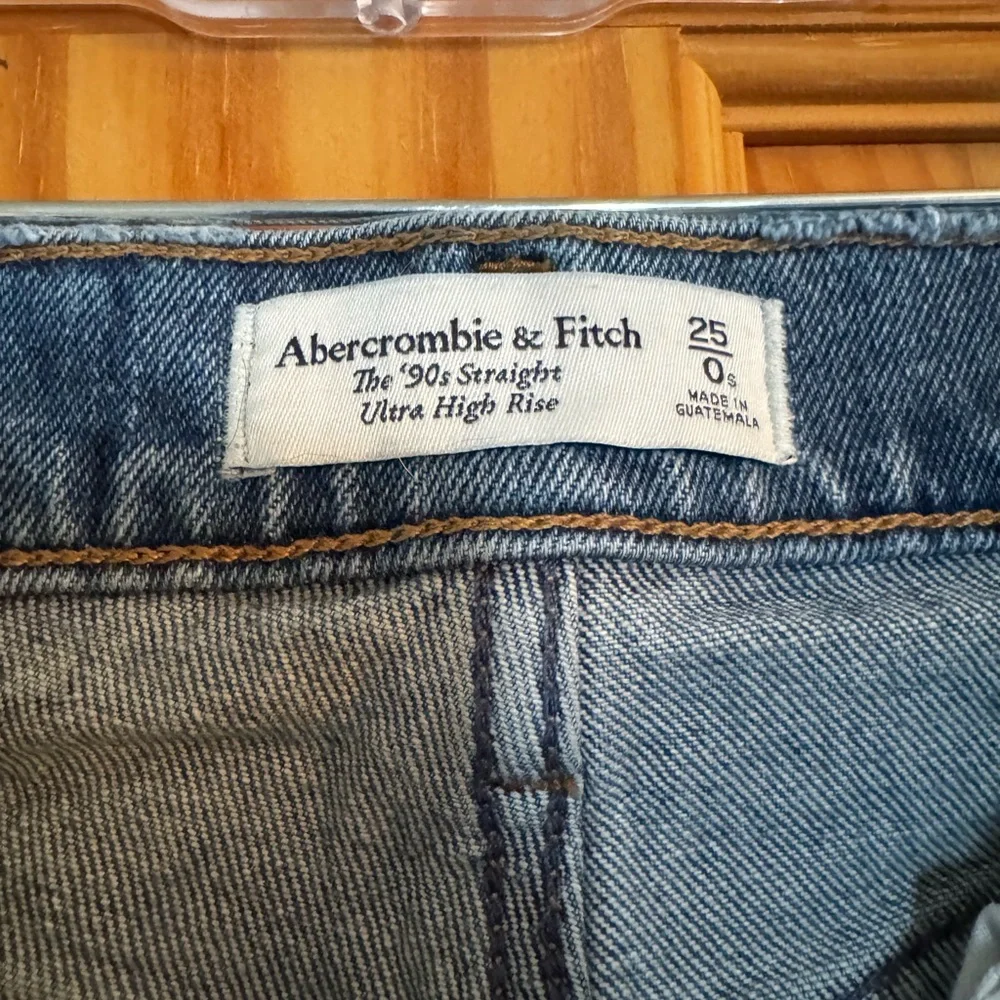 Abercrombie & Fitch
The '90s Straight
Ultra High Rise
25
0s
MADE IN
GUATEMALA